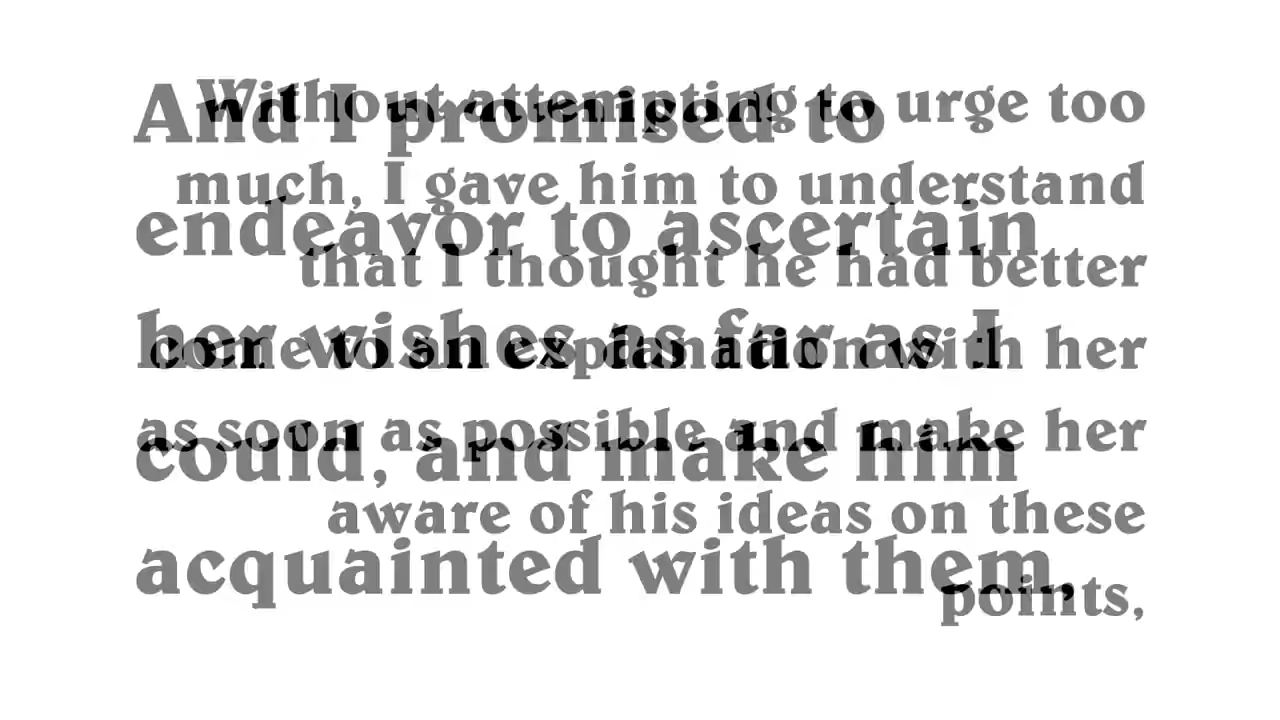 And I promised to
endeavor to ascertain
her wishes as far as I
could, and make him
acquainted with them,
Without attempting to urge too
much, I gave him to understand
that I thought he had better
come to an explanation with her
as soon as possible and make her
aware of his ideas on these
points,